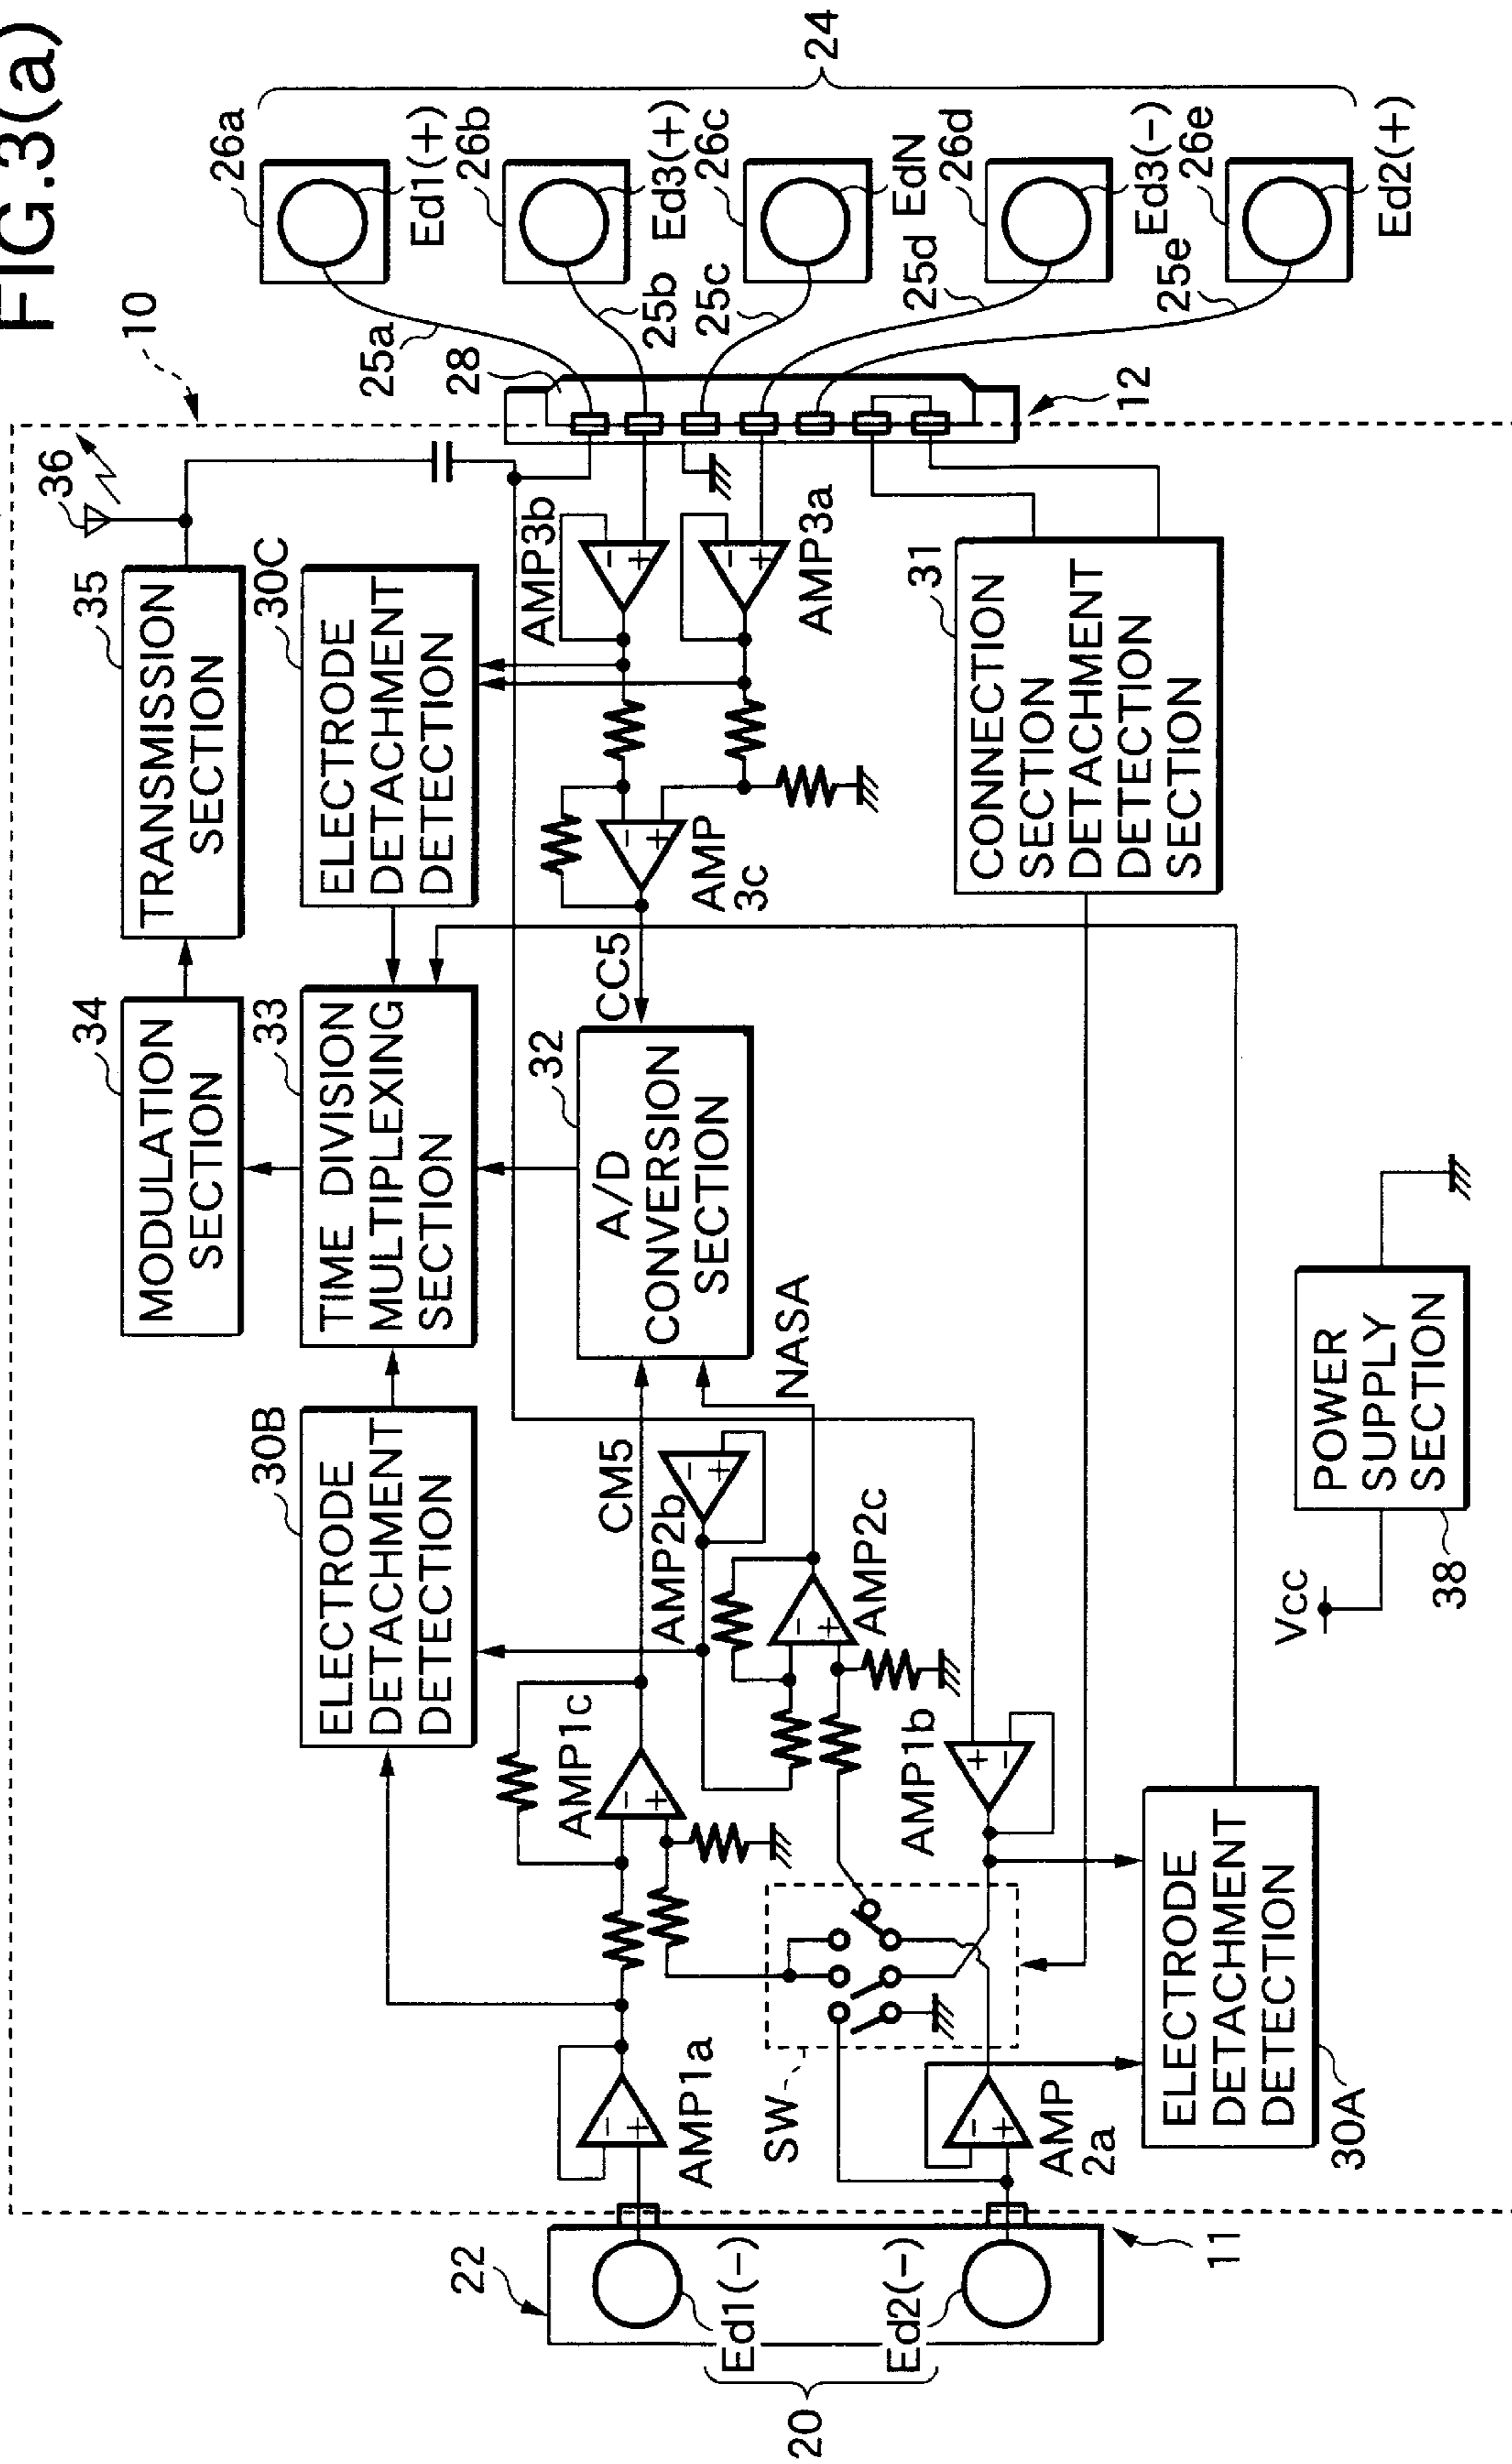 FIG.3(a)
10
36
35
TRANSMISSION
SECTION
34
MODULATION
SECTION
30C
ELECTRODE
DETACHMENT
DETECTION
33
TIME DIVISION
MULTIPLEXING
SECTION
30B
ELECTRODE
DETACHMENT
DETECTION
32
A/D
CONVERSION
SECTION
CC5
CM5
NASA
AMP3b
-
+
AMP3a
-
+
AMP
3c
-
+
AMP1c
-
+
AMP2b
-
+
AMP2c
-
+
AMP1b
+
-
AMP1a
-
+
AMP
2a
-
+
SW
31
CONNECTION
SECTION
DETACHMENT
DETECTION
SECTION
ELECTRODE
DETACHMENT
DETECTION
30A
POWER
SUPPLY
SECTION
38
Vcc
22
Ed1(-)
Ed2(-)
20
11
12
28
25a
25b
25c
25d
25e
26a
Ed1(+)
26b
Ed3(+)
26c
EdN
26d
Ed3(-)
26e
Ed2(+)
24